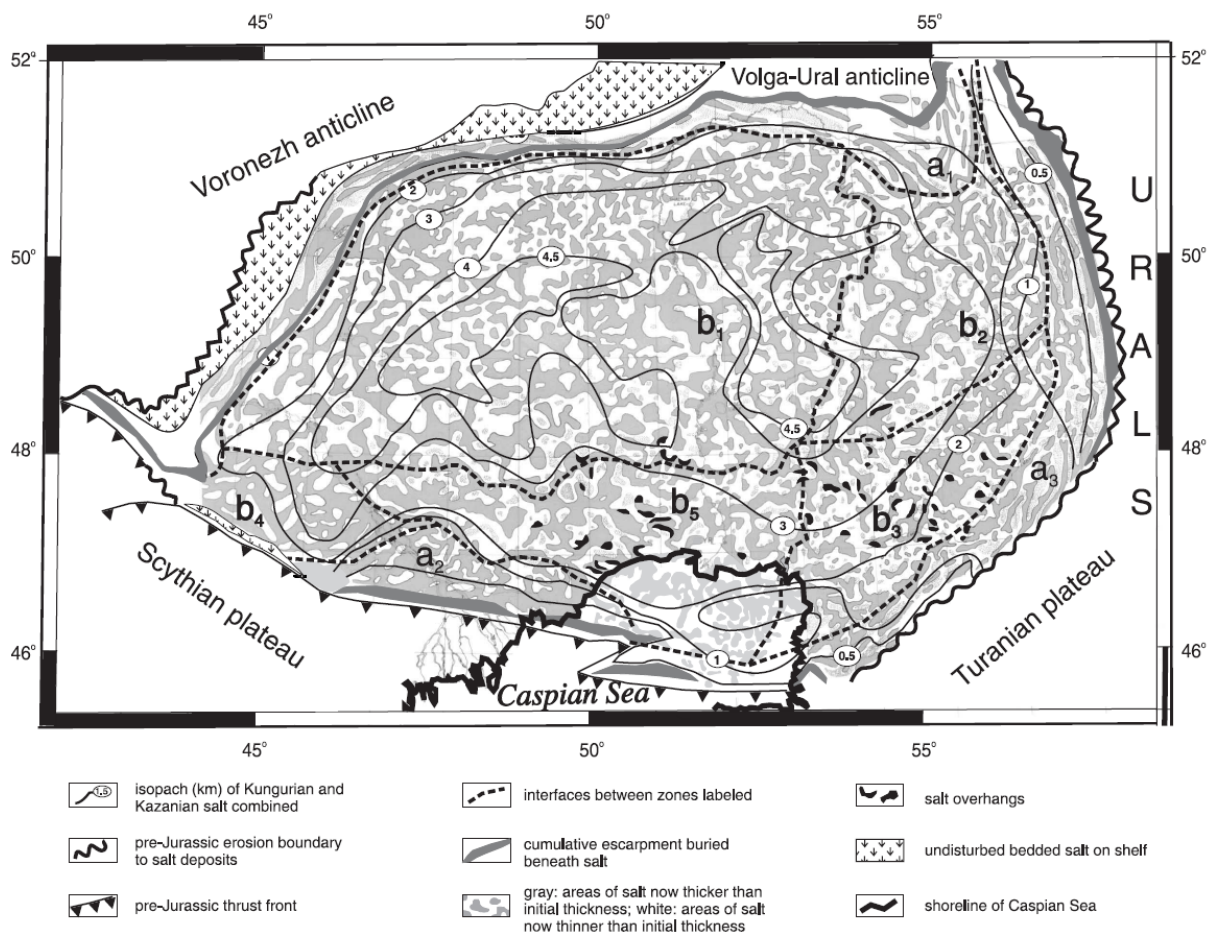 45° 50° 55°
52° 52°
Volga-Ural anticline
Voronezh anticline
a1
0.5
2
U
3
R
50° 50°
4 4.5
1
A
b1 b2
L
4.5
48° 48°
2
a3
S
b4 b5 b3
3
a2
Scythian plateau
Turanian plateau
46° 46°
1 0.5
Caspian Sea
45° 50° 55°
1.5
isopach (km) of Kungurian and
Kazanian salt combined
pre-Jurassic erosion boundary
to salt deposits
pre-Jurassic thrust front
interfaces between zones labeled
cumulative escarpment buried
beneath salt
gray: areas of salt now thicker than
initial thickness; white: areas of salt
now thinner than initial thickness
salt overhangs
undisturbed bedded salt on shelf
shoreline of Caspian Sea